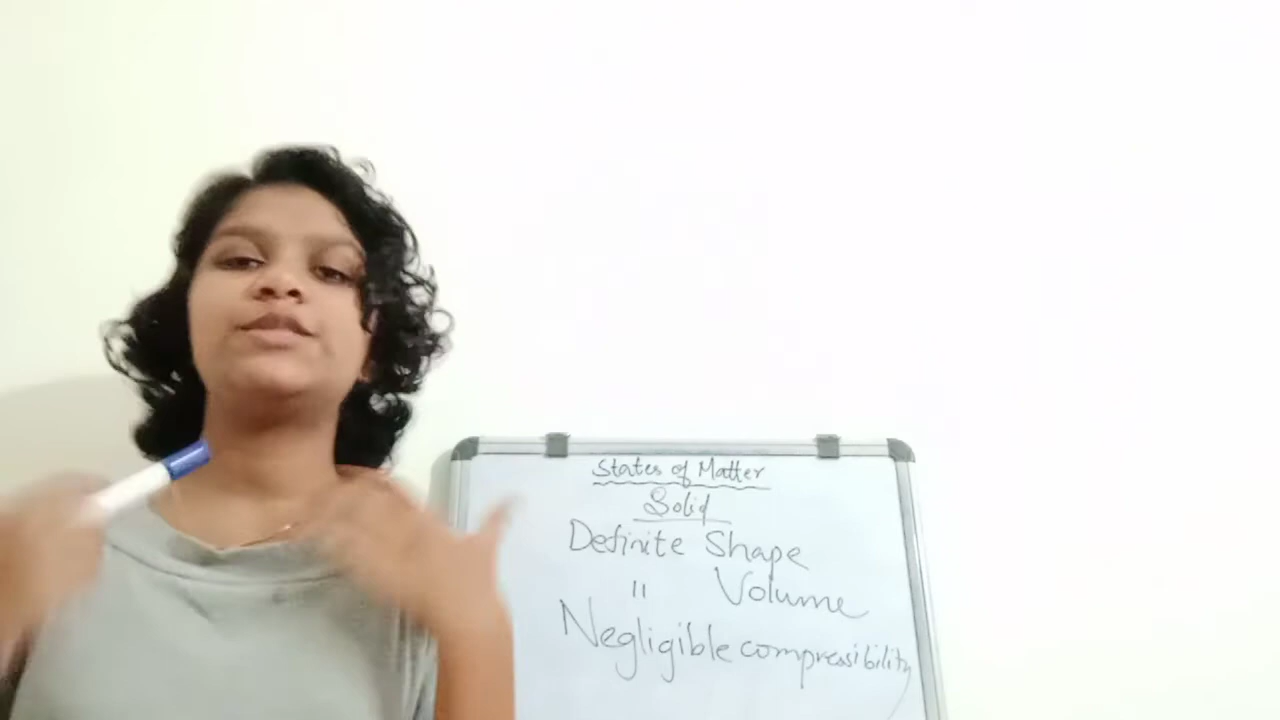 States of Matter
Solid
Definite Shape
" Volume
Negligible compressibility